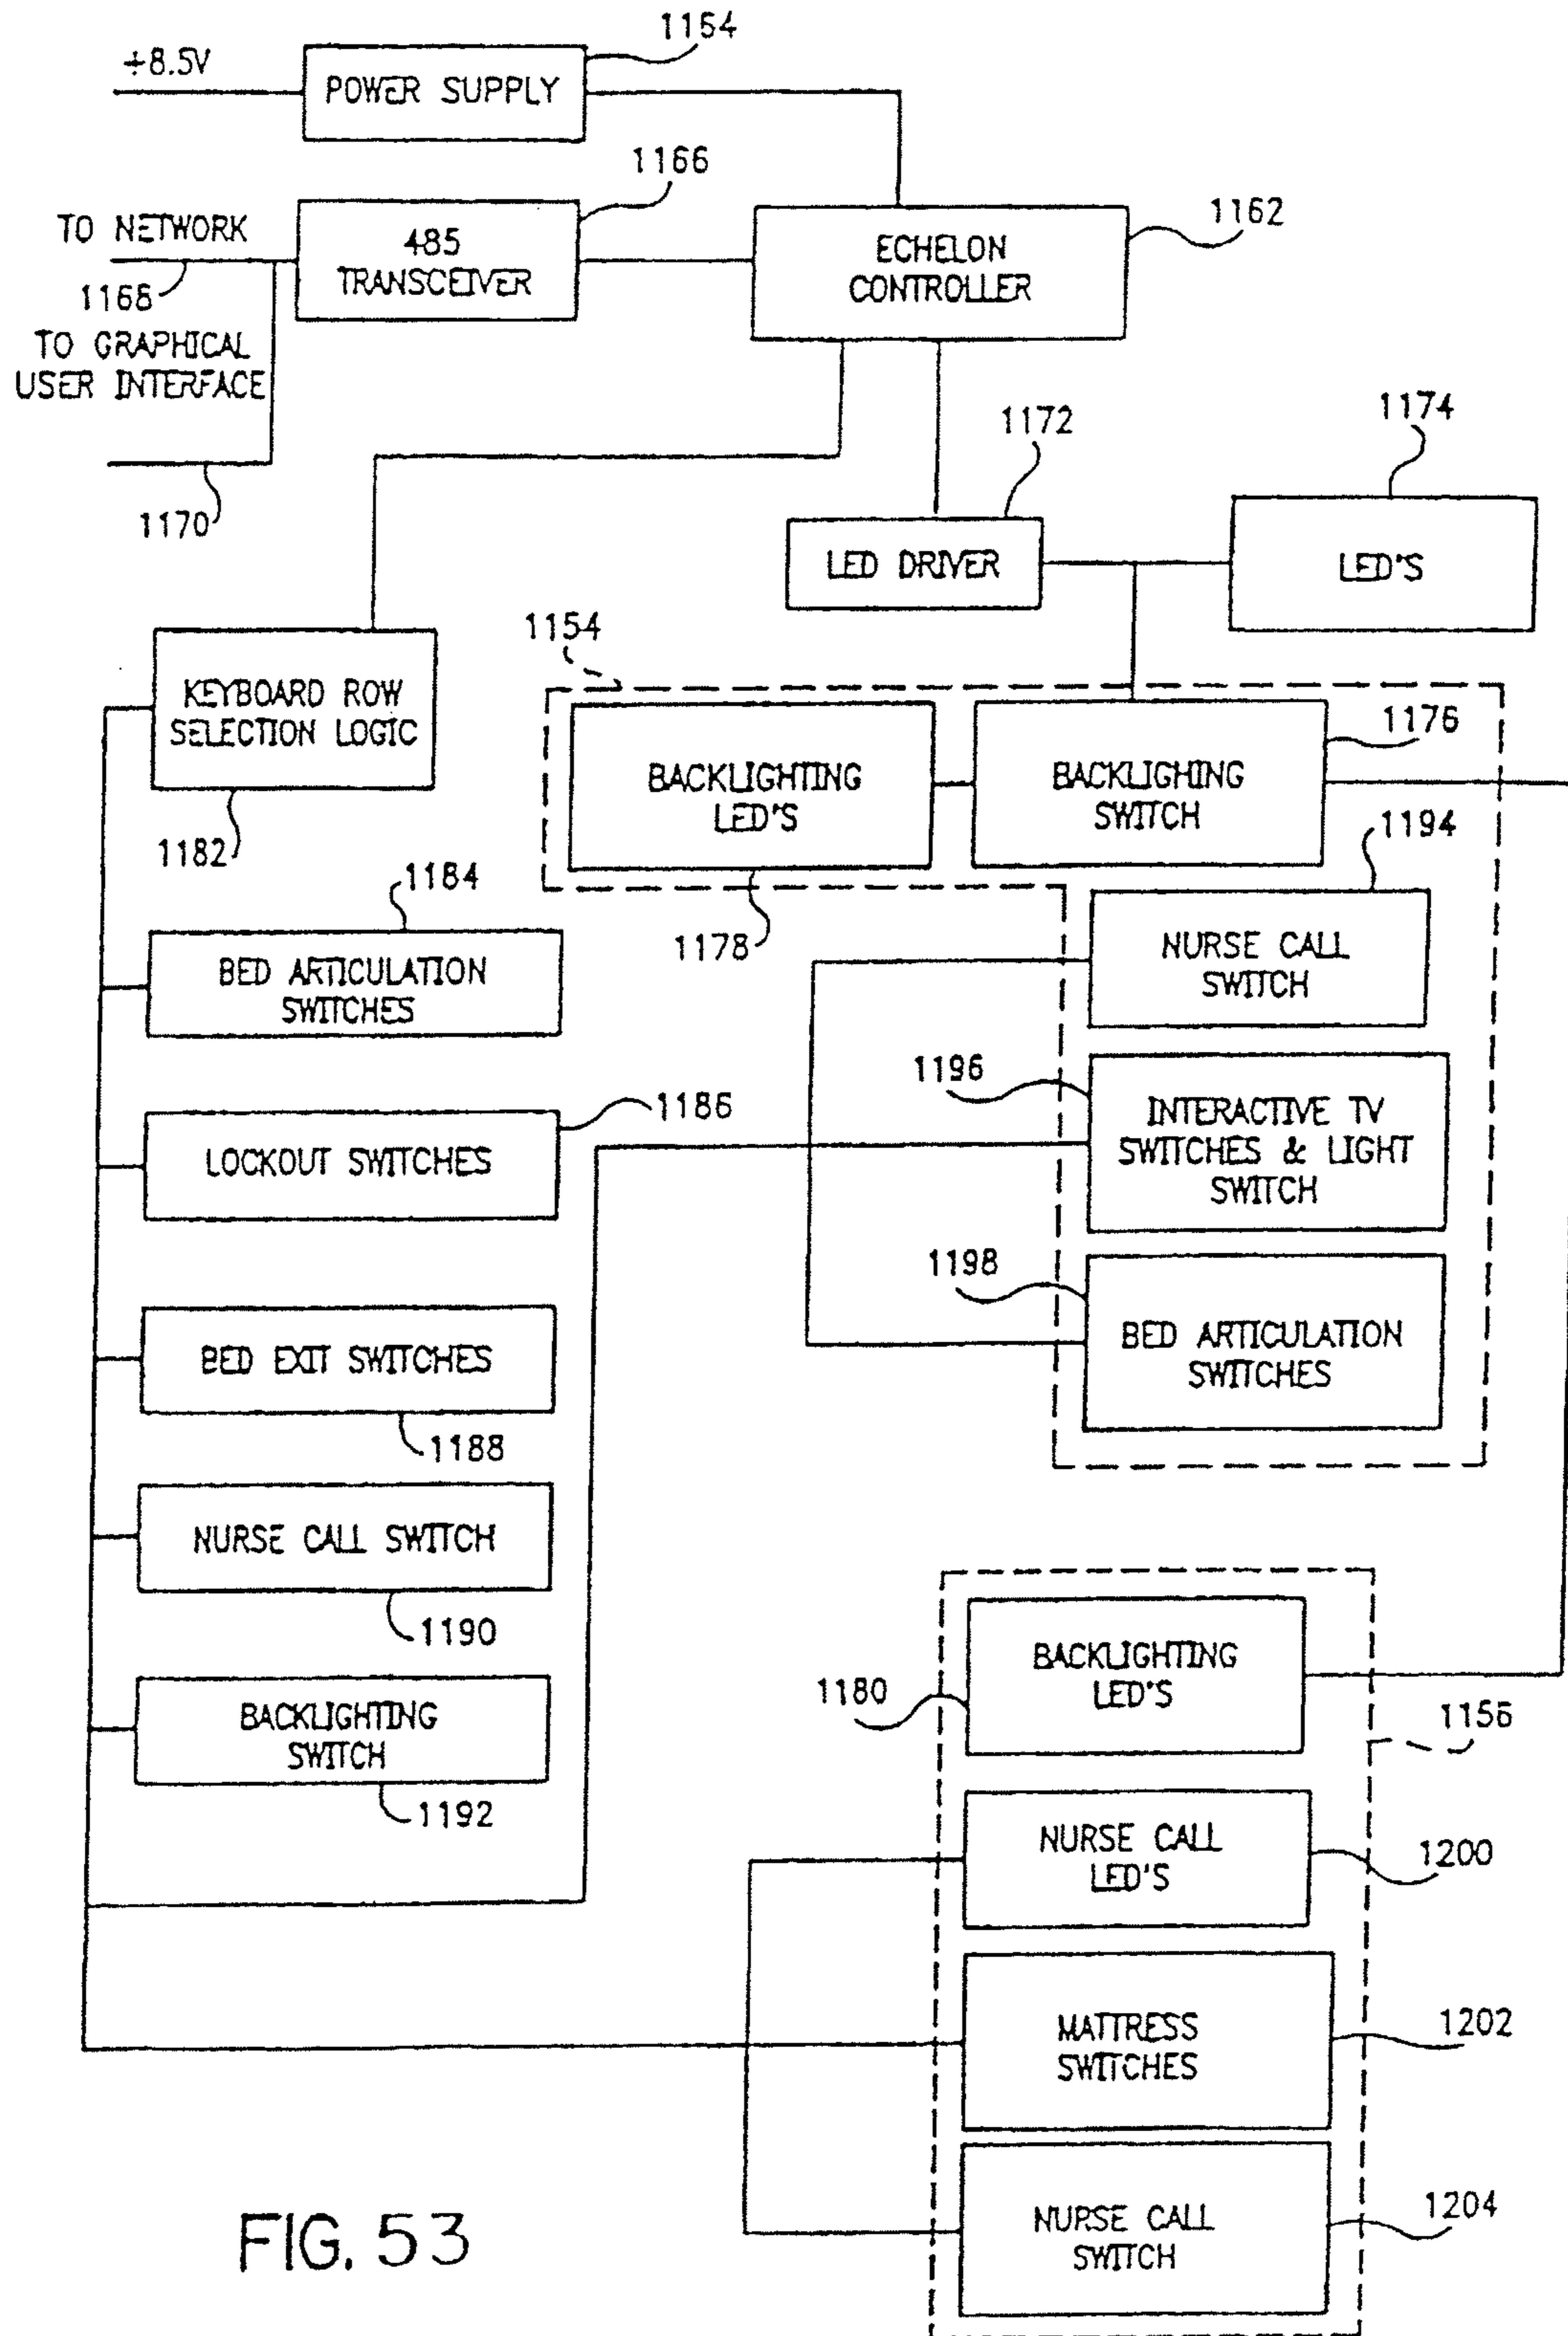 1164
+8.5V
POWER SUPPLY
1166
TO NETWORK
485
TRANSCEIVER
1162
ECHELON
CONTROLLER
1168
TO GRAPHICAL
USER INTERFACE
1170
1172
1174
LED DRIVER
LED'S
1154
KEYBOARD ROW
SELECTION LOGIC
1182
BACKLIGHTING
LED'S
BACKLIGHING
SWITCH
1176
1178
1194
1184
BED ARTICULATION
SWITCHES
NURSE CALL
SWITCH
1186
LOCKOUT SWITCHES
1196
INTERACTIVE TV
SWITCHES & LIGHT
SWITCH
1198
BED ARTICULATION
SWITCHES
BED EXIT SWITCHES
1188
NURSE CALL SWITCH
1190
BACKLIGHTING
SWITCH
1192
BACKLIGHTING
LED'S
1180
1156
NURSE CALL
LED'S
1200
MATTRESS
SWITCHES
1202
NURSE CALL
SWITCH
1204
FIG. 53